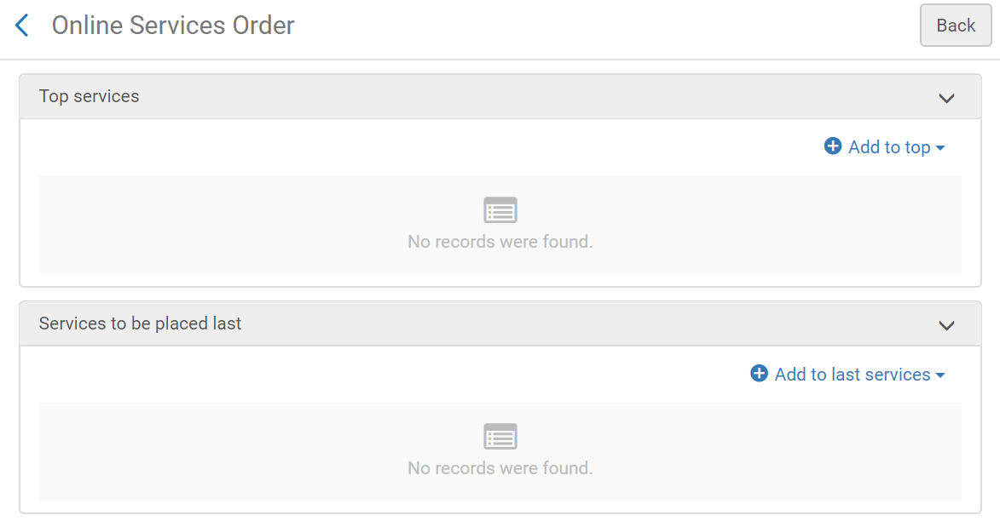 Online Services Order
Back
Top services
Add to top
No records were found.
Services to be placed last
Add to last services
No records were found.